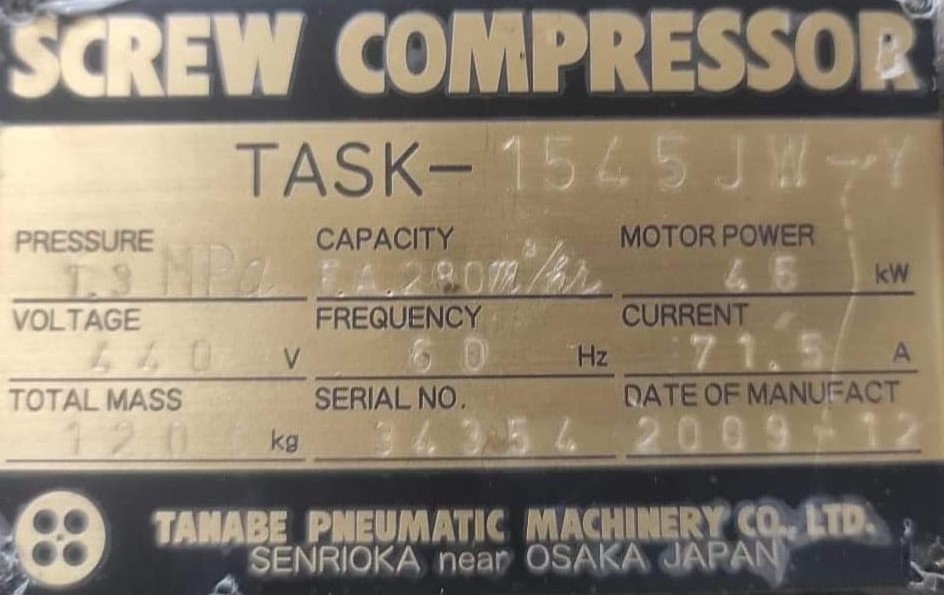 SCREW COMPRESSOR
TASK- 1545JW-Y
PRESSURE CAPACITY MOTOR POWER
MPa F.A. 280m³/hr 45 kW
VOLTAGE FREQUENCY CURRENT
440 V 60 Hz 71.5 A
TOTAL MASS SERIAL NO. DATE OF MANUFACT
kg 34354 2009-12
TANABE PNEUMATIC MACHINERY CO., LTD.
SENRIOKA near OSAKA JAPAN